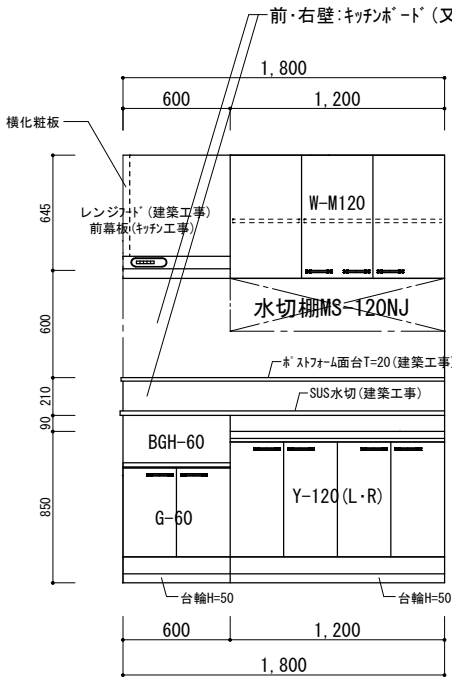 前・右壁：ｷｯﾁﾝﾎﾞｰﾄﾞ（又
1,800
600
1,200
横化粧板
645
レンジﾌｰﾄﾞ(建築工事)
前幕板(ｷｯﾁﾝ工事)
W-M120
600
水切棚MS-120NJ
ﾎﾟｽﾄﾌｫｰﾑ面台T=20(建築工事)
210
SUS水切(建築工事)
90
BGH-60
850
G-60
Y-120(L･R)
台輪H=50
台輪H=50
600
1,200
1,800